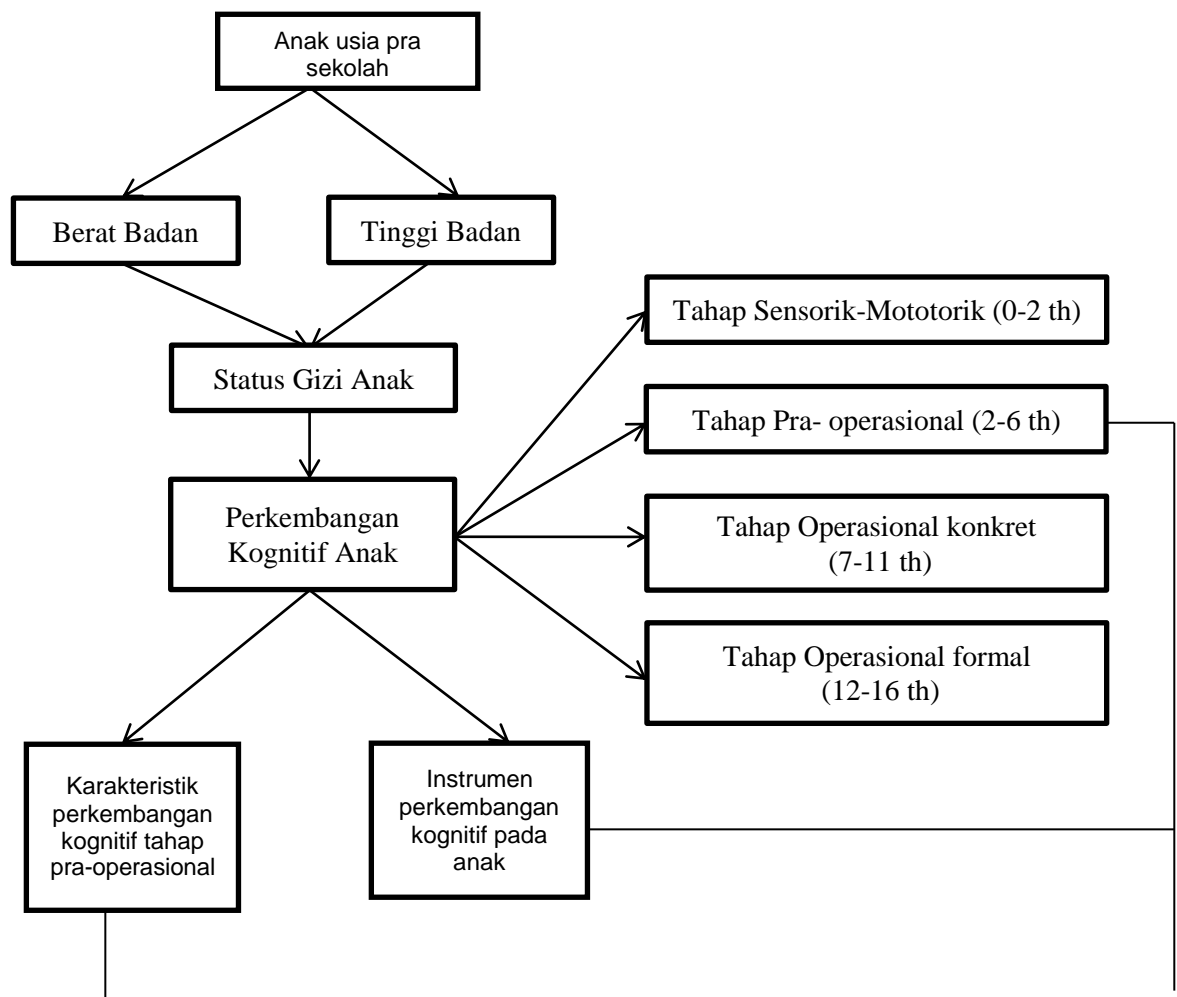 Anak usia pra
sekolah
Berat Badan
Tinggi Badan
Status Gizi Anak
Perkembangan
Kognitif Anak
Tahap Sensorik-Mototorik (0-2 th)
Tahap Pra- operasional (2-6 th)
Tahap Operasional konkret
(7-11 th)
Tahap Operasional formal
(12-16 th)
Karakteristik
perkembangan
kognitif tahap
pra-operasional
Instrumen
perkembangan
kognitif pada
anak